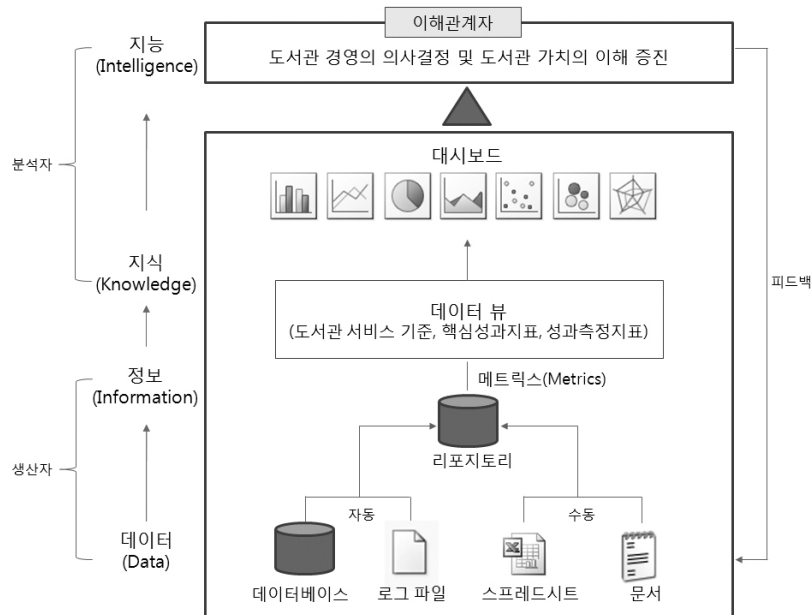 이해관계자
지능
(Intelligence)
도서관 경영의 의사결정 및 도서관 가치의 이해 증진
분석자
대시보드
지식
(Knowledge)
피드백
데이터 뷰
(도서관 서비스 기준, 핵심성과지표, 성과측정지표)
정보
(Information)
메트릭스(Metrics)
리포지토리
생산자
자동
수동
데이터
(Data)
데이터베이스
로그 파일
스프레드시트
문서